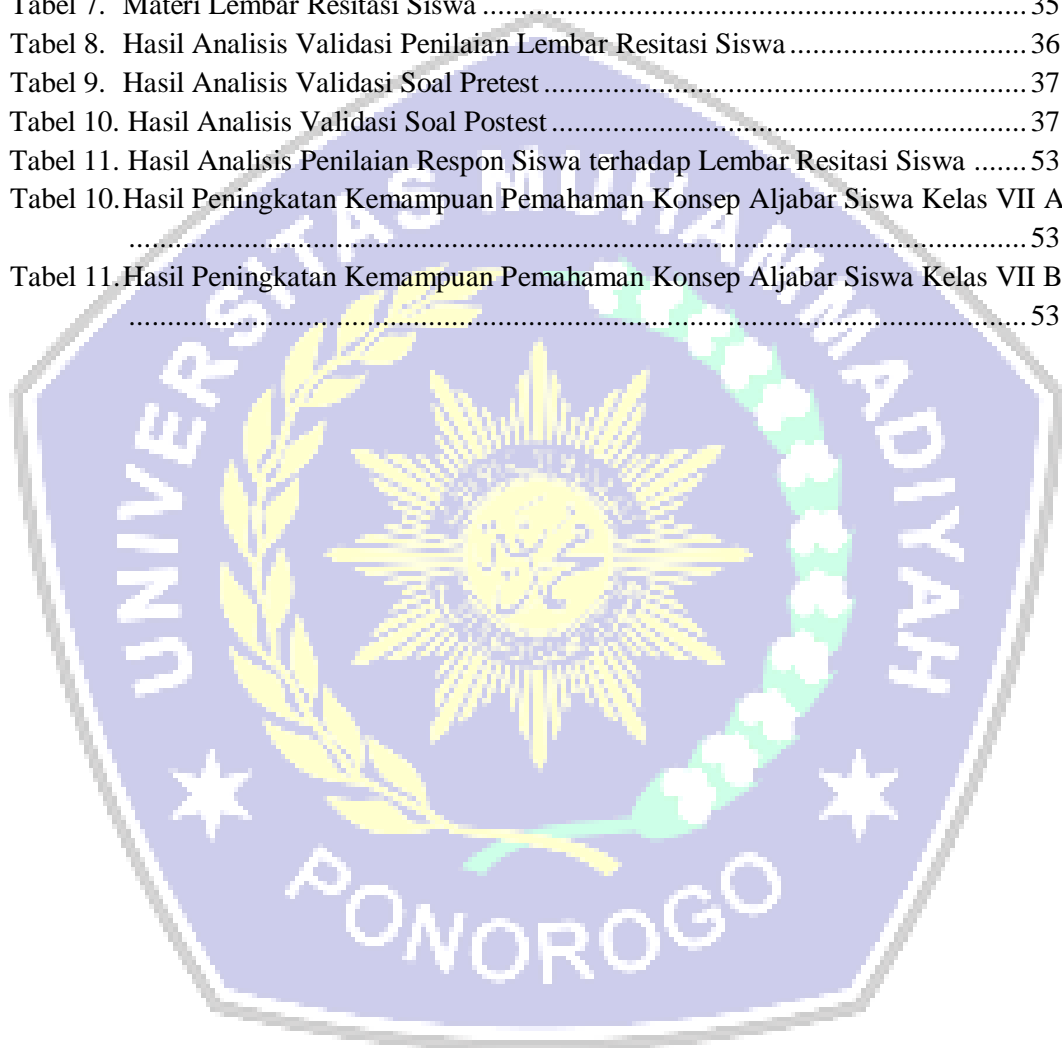 Tabel 7. Materi Lembar Resitasi Siswa ........................................................................ 35
Tabel 8. Hasil Analisis Validasi Penilaian Lembar Resitasi Siswa ................................ 36
Tabel 9. Hasil Analisis Validasi Soal Pretest ............................................................... 37
Tabel 10. Hasil Analisis Validasi Soal Postest .............................................................. 37
Tabel 11. Hasil Analisis Penilaian Respon Siswa terhadap Lembar Resitasi Siswa ....... 53
Tabel 10. Hasil Peningkatan Kemampuan Pemahaman Konsep Aljabar Siswa Kelas VII A
..................................................................................................................... 53
Tabel 11. Hasil Peningkatan Kemampuan Pemahaman Konsep Aljabar Siswa Kelas VII B
..................................................................................................................... 53
UNIVERSITAS MUHAMMADIYAH
PONOROGO